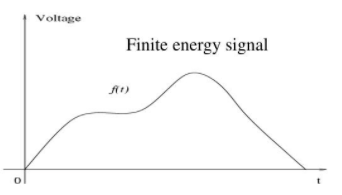 Voltage
Finite energy signal
f(t)
0
t